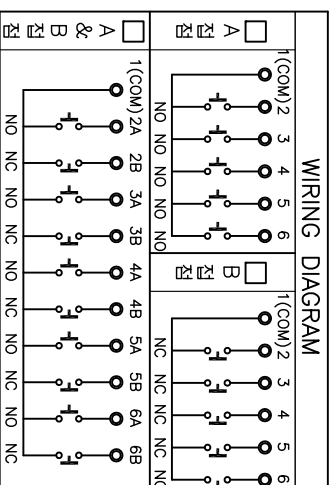 WIRING DIAGRAM
A 접점
1(COM) 2 3 4 5 6
NO NO NO NO NO
B 접점
1(COM) 2 3 4 5 6
NC NC NC NC NC
A & B 접점
1(COM) 2A 2B 3A 3B 4A 4B 5A 5B 6A 6B
NO NC NO NC NO NC NO NC NO NC